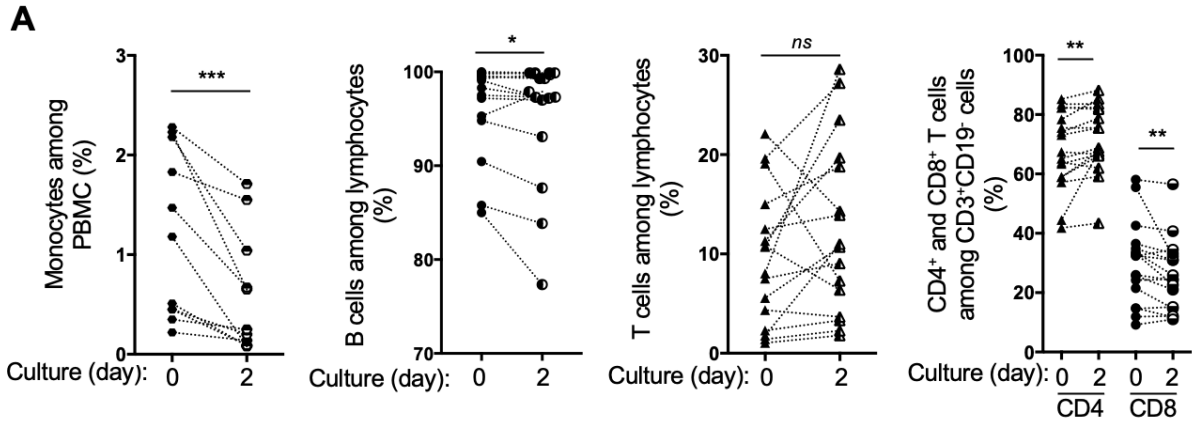 A
Monocytes among
PBMC (%)
3
2
1
0
***
Culture (day): 0 2
B cells among lymphocytes
(%)
100
90
80
70
*
Culture (day): 0 2
T cells among lymphocytes
(%)
30
20
10
0
ns
Culture (day): 0 2
CD4⁺ and CD8⁺ T cells
among CD3⁺CD19⁻ cells
(%)
100
80
60
40
20
0
**
**
Culture (day): 0 2 0 2
CD4 CD8